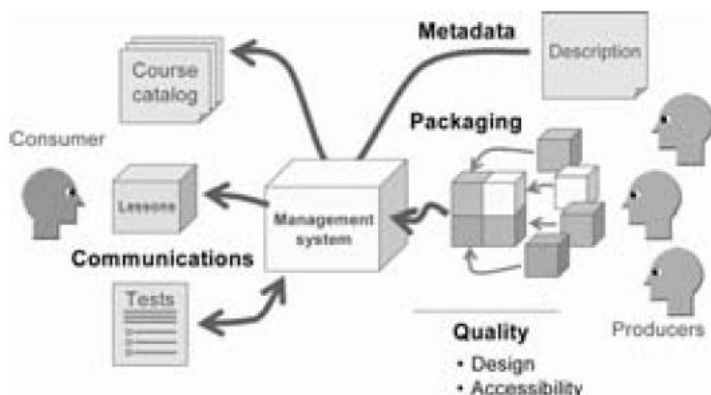 Metadata
Description
Course
catalog
Packaging
Consumer
Lessons
Management
system
Communications
Tests
Producers
Quality
• Design
• Accessibility